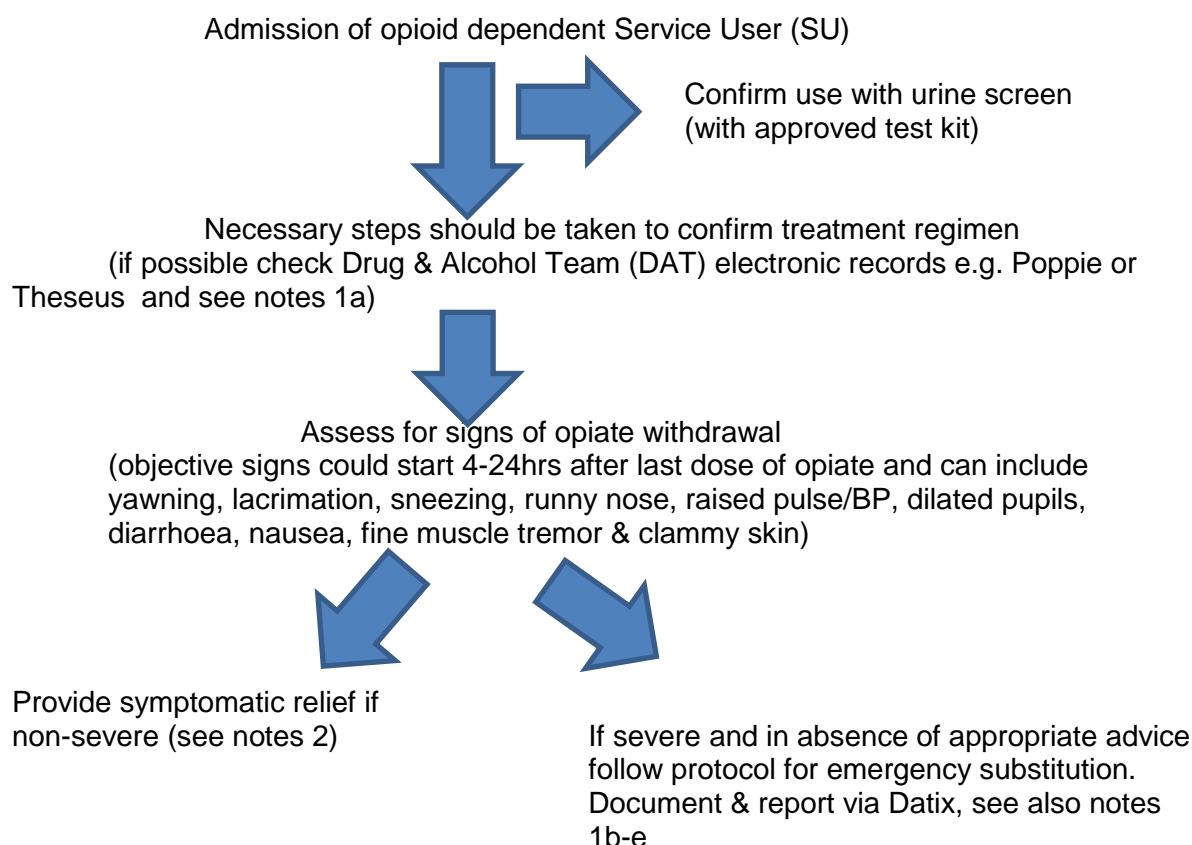 Admission of opioid dependent Service User (SU)
Confirm use with urine screen
(with approved test kit)
Necessary steps should be taken to confirm treatment regimen
(if possible check Drug & Alcohol Team (DAT) electronic records e.g. Poppie or
Theseus and see notes 1a)
Assess for signs of opiate withdrawal
(objective signs could start 4-24hrs after last dose of opiate and can include
yawning, lacrimation, sneezing, runny nose, raised pulse/BP, dilated pupils,
diarrhoea, nausea, fine muscle tremor & clammy skin)
Provide symptomatic relief if
non-severe (see notes 2)
If severe and in absence of appropriate advice
follow protocol for emergency substitution.
Document & report via Datix, see also notes
1b-e